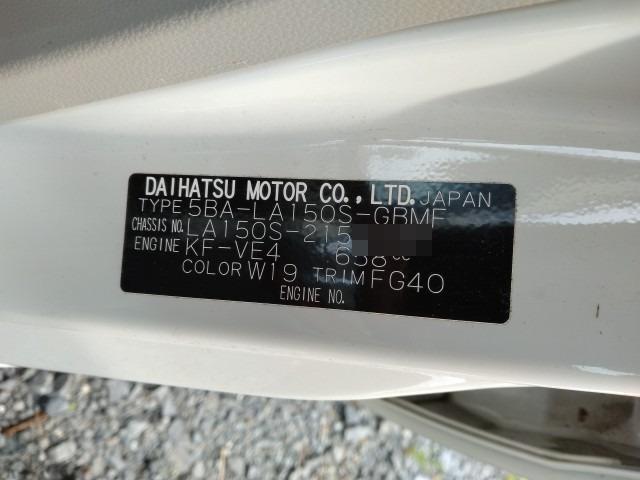 DAIHATSU MOTOR CO., LTD. JAPAN
TYPE 5BA-LA150S-GBMF
CHASSIS NO. LA150S-215
ENGINE KF-VE4 658cc
COLOR W19 TRIM FG40
ENGINE NO.